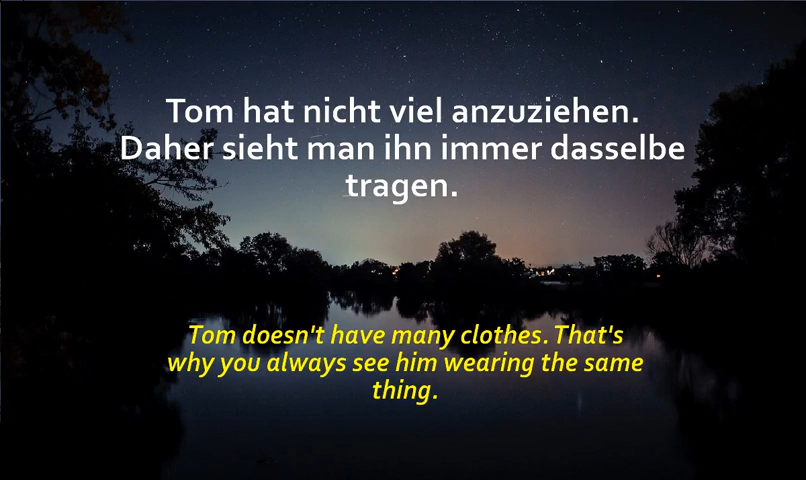 Tom hat nicht viel anzuziehen.
Daher sieht man ihn immer dasselbe
tragen.
Tom doesn't have many clothes. That's
why you always see him wearing the same
thing.